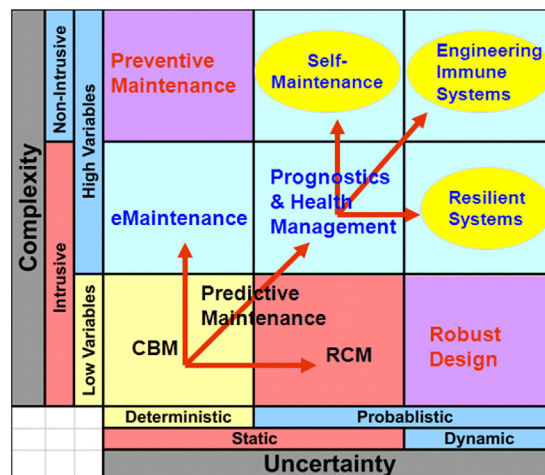 Preventive
Maintenance
Self-
Maintenance
Engineering
Immune
Systems
eMaintenance
Prognostics
& Health
Management
Resilient
Systems
Predictive
Maintenance
CBM
RCM
Robust
Design
Complexity
Non-Intrusive
Intrusive
High Variables
Low Variables
Deterministic
Probablistic
Static
Dynamic
Uncertainty